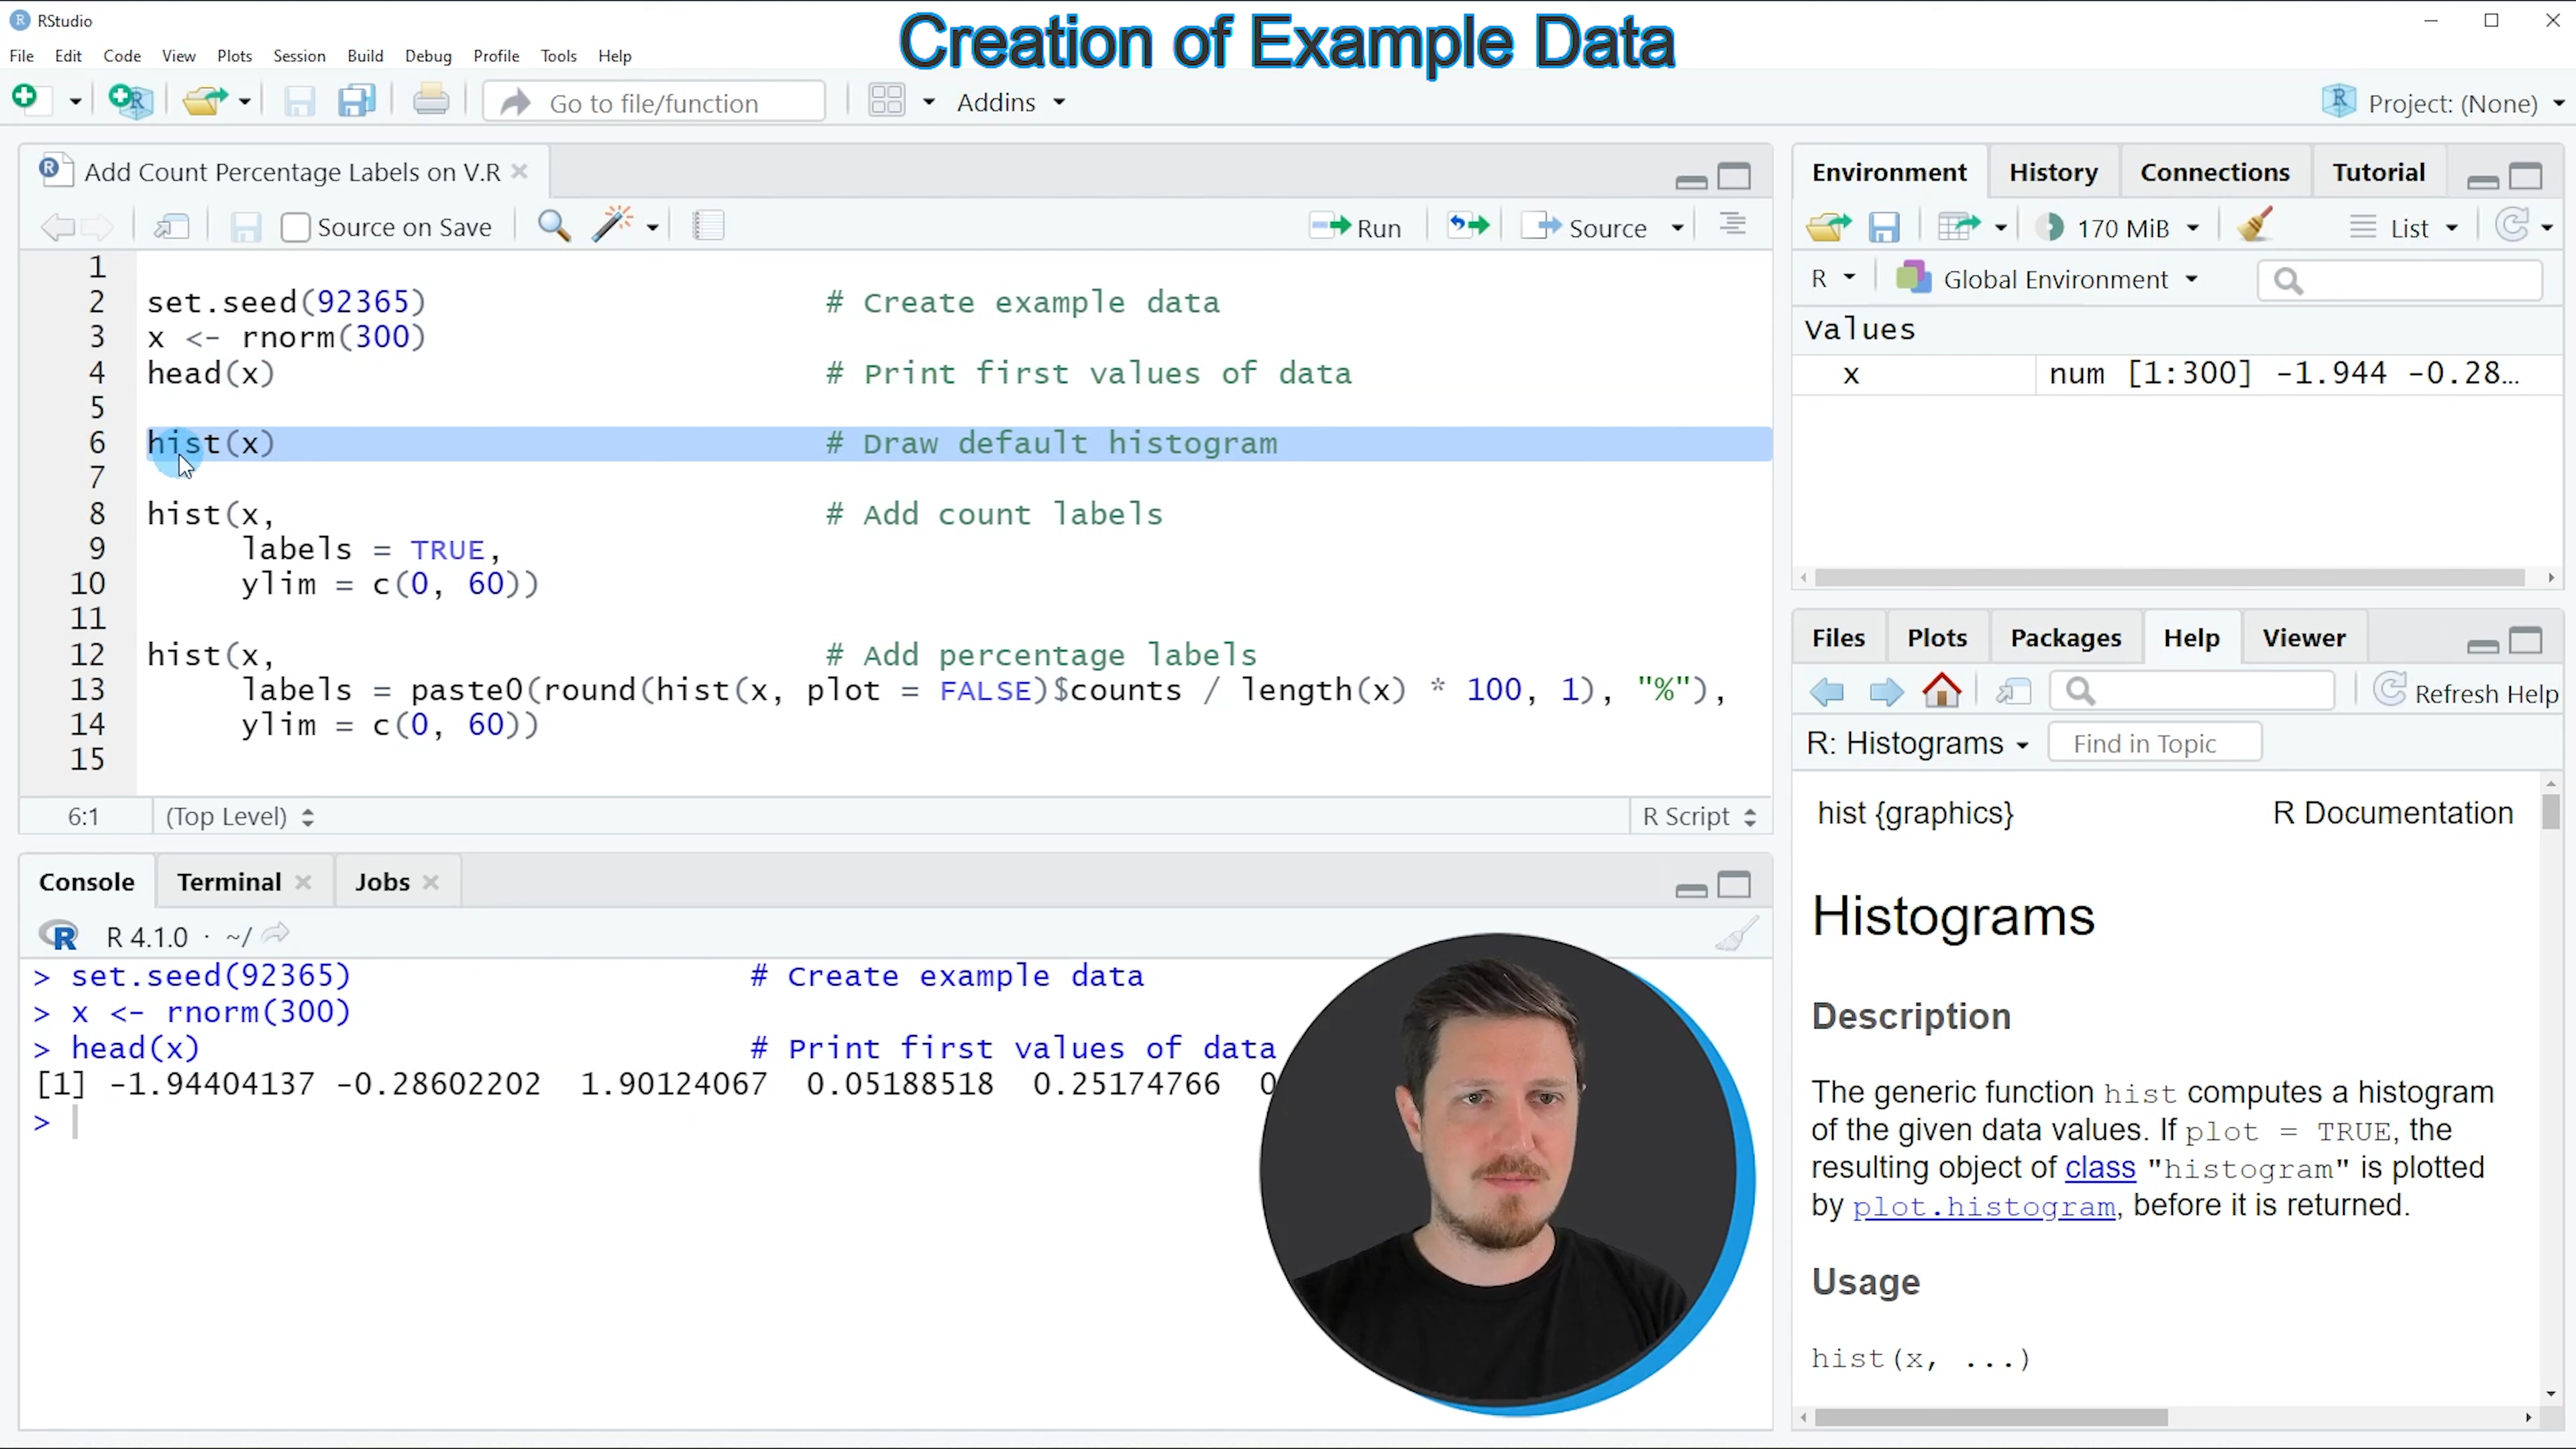 RStudio
Creation of Example Data
File Edit Code View Plots Session Build Debug Profile Tools Help
Go to file/function
Addins
Project: (None)
Add Count Percentage Labels on V.R
Source on Save
Run
Source
1
2 set.seed(92365) # Create example data
3 x <- rnorm(300)
4 head(x) # Print first values of data
5
6 hist(x) # Draw default histogram
7
8 hist(x, # Add count labels
9 labels = TRUE,
10 ylim = c(0, 60))
11
12 hist(x, # Add percentage labels
13 labels = paste0(round(hist(x, plot = FALSE)$counts / length(x) * 100, 1), "%"),
14 ylim = c(0, 60))
15
6:1 (Top Level) R Script
Console Terminal Jobs
R 4.1.0 · ~/
> set.seed(92365) # Create example data
> x <- rnorm(300)
> head(x) # Print first values of data
[1] -1.94404137 -0.28602202 1.90124067 0.05188518 0.25174766 0
>
Environment History Connections Tutorial
170 MiB List
R Global Environment
Values
x num [1:300] -1.944 -0.28...
Files Plots Packages Help Viewer
Refresh Help
R: Histograms Find in Topic
hist {graphics} R Documentation
Histograms
Description
The generic function hist computes a histogram
of the given data values. If plot = TRUE, the
resulting object of class "histogram" is plotted
by plot.histogram, before it is returned.
Usage
hist(x, ...)